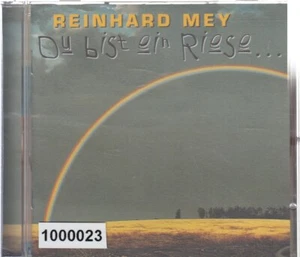 REINHARD MEY
Du bist ein Riese...
1000023